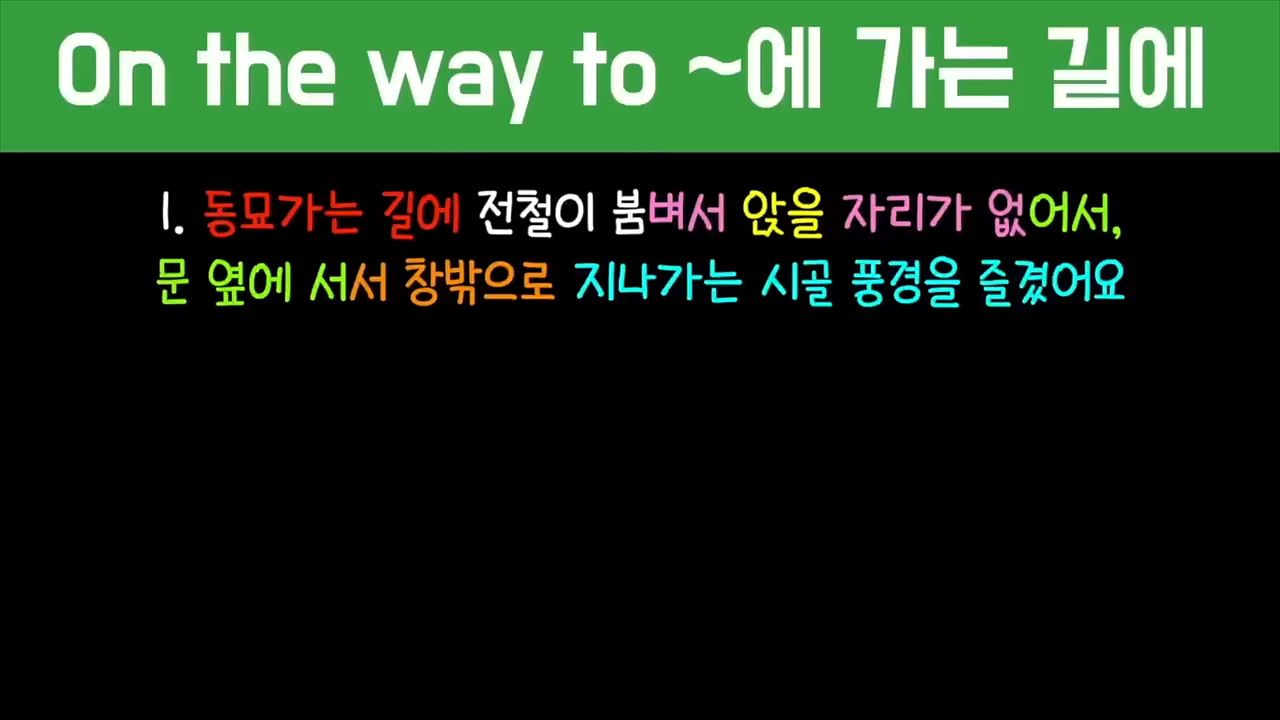 On the way to ~에 가는 길에
1. 동묘가는 길에 전철이 붐벼서 앉을 자리가 없어서,
문 옆에 서서 창밖으로 지나가는 시골 풍경을 즐겼어요